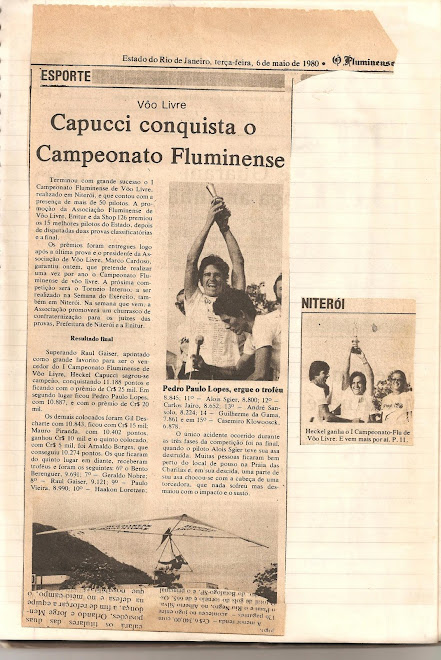 Estado do Rio de Janeiro, terça-feira, 6 de maio de 1980 • O Fluminense
ESPORTE
Vôo Livre
Capucci conquista o
Campeonato Fluminense
Terminou com grande sucesso o I
Campeonato Fluminense de Vôo Livre,
realizado em Niterói, e que contou com a
presença de mais de 50 pilotos. A pro-
moção da Associação Fluminense de
Vôo Livre, Enitur e da Shop 126 premiou
os 15 melhores pilotos do Estado, depois
de disputadas duas provas classificatórias
e a final.
Os prêmios foram entregues logo
após a última prova e o presidente da As-
sociação de Vôo Livre, Marco Cardoso,
garantiu ontem, que pretende realizar
uma vez por ano o Campeonato Flu-
minense de vôo livre. A próxima com-
petição será o Torneio Interno, a ser
realizado na Semana do Exército, tam-
bém em Niterói. Na semana que vem a
Associação promoverá um churrasco de
confraternização para os juízes das
provas, Prefeitura de Niterói e a Enitur.
Resultado final
Superando Raul Gaiser, apintado
como grande favorito para ser o ven-
cedor do I Campeonato Fluminense de
Vôo Livre, Heckel Capucci sagrou-se
campeão, conquistando 11.188 pontos e
ficando com o prêmio de Cr$ 25 mil. Em
segundo lugar ficou Pedro Paulo Lopes,
com 10.897, e com o prêmio de Cr$ 20
mil.
Os demais colocados foram Gil Des-
charte com 10.843, ficou com Cr$ 15 mil;
Mauro Piranda, com 10.402 pontos,
ganhou Cr$ 10 mil e o quinto colocado,
com Cr$ 5 mil, foi Arnaldo Borges, que
conseguiu 10.274 pontos. Os que ficaram
do quinto lugar em diante, receberam
troféus e foram os seguintes: 6º o Bento
Berenguer, 9.691; 7º — Geraldo Nobre;
8º — Raul Gaiser, 9.121; 9º — Paulo
Vieira, 8.990; 10º — Haakon Lorentzen;
Pedro Paulo Lopes, ergue o troféu
8.845; 11º — Alois Sgier, 8.800; 12º —
Carlos Jairo, 8.652; 13º — André San-
solo, 8.224; 14 — Guilherme da Gama,
7.861 e em 15º — Casemiro Klowoosck,
6.878.
O único acidente ocorrido durante
as três fases da competição foi na final,
quando o piloto Alois Sgier teve sua asa
destruída. Muitas pessoas ficaram bem
perto do local de pouso na Praia das
Charitas e, em sua descida, uma parte de
sua asa chocou-se com a cabeça de uma
torcedora, que nada sofreu mas des-
maiou com o impacto e o susto.
NITERÓI
Heckel ganha o I Campeonato-Flu de
Vôo Livre. E vem mais por aí. P. 11.